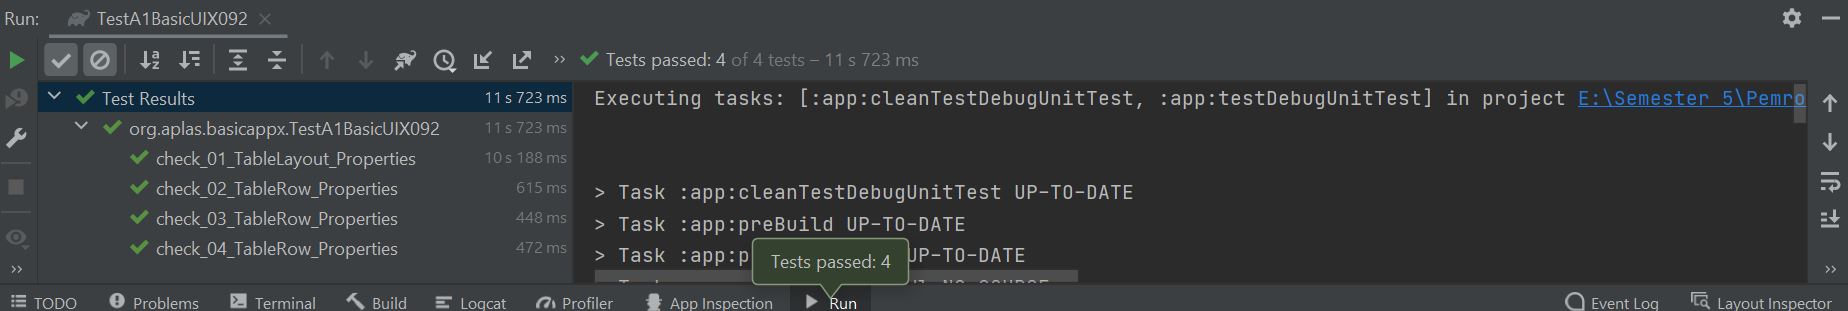 Run: TestA1BasicUIX092
Tests passed: 4 of 4 tests – 11 s 723 ms
Test Results 11 s 723 ms
org.aplas.basicappx.TestA1BasicUIX092 11 s 723 ms
check_01_TableLayout_Properties 10 s 188 ms
check_02_TableRow_Properties 615 ms
check_03_TableRow_Properties 448 ms
check_04_TableRow_Properties 472 ms
Executing tasks: [:app:cleanTestDebugUnitTest, :app:testDebugUnitTest] in project E:\Semester 5\Pemro
> Task :app:cleanTestDebugUnitTest UP-TO-DATE
> Task :app:preBuild UP-TO-DATE
> Task :app:p UP-TO-DATE
Tests passed: 4
TODO Problems Terminal Build Logcat Profiler App Inspection Run Event Log Layout Inspector